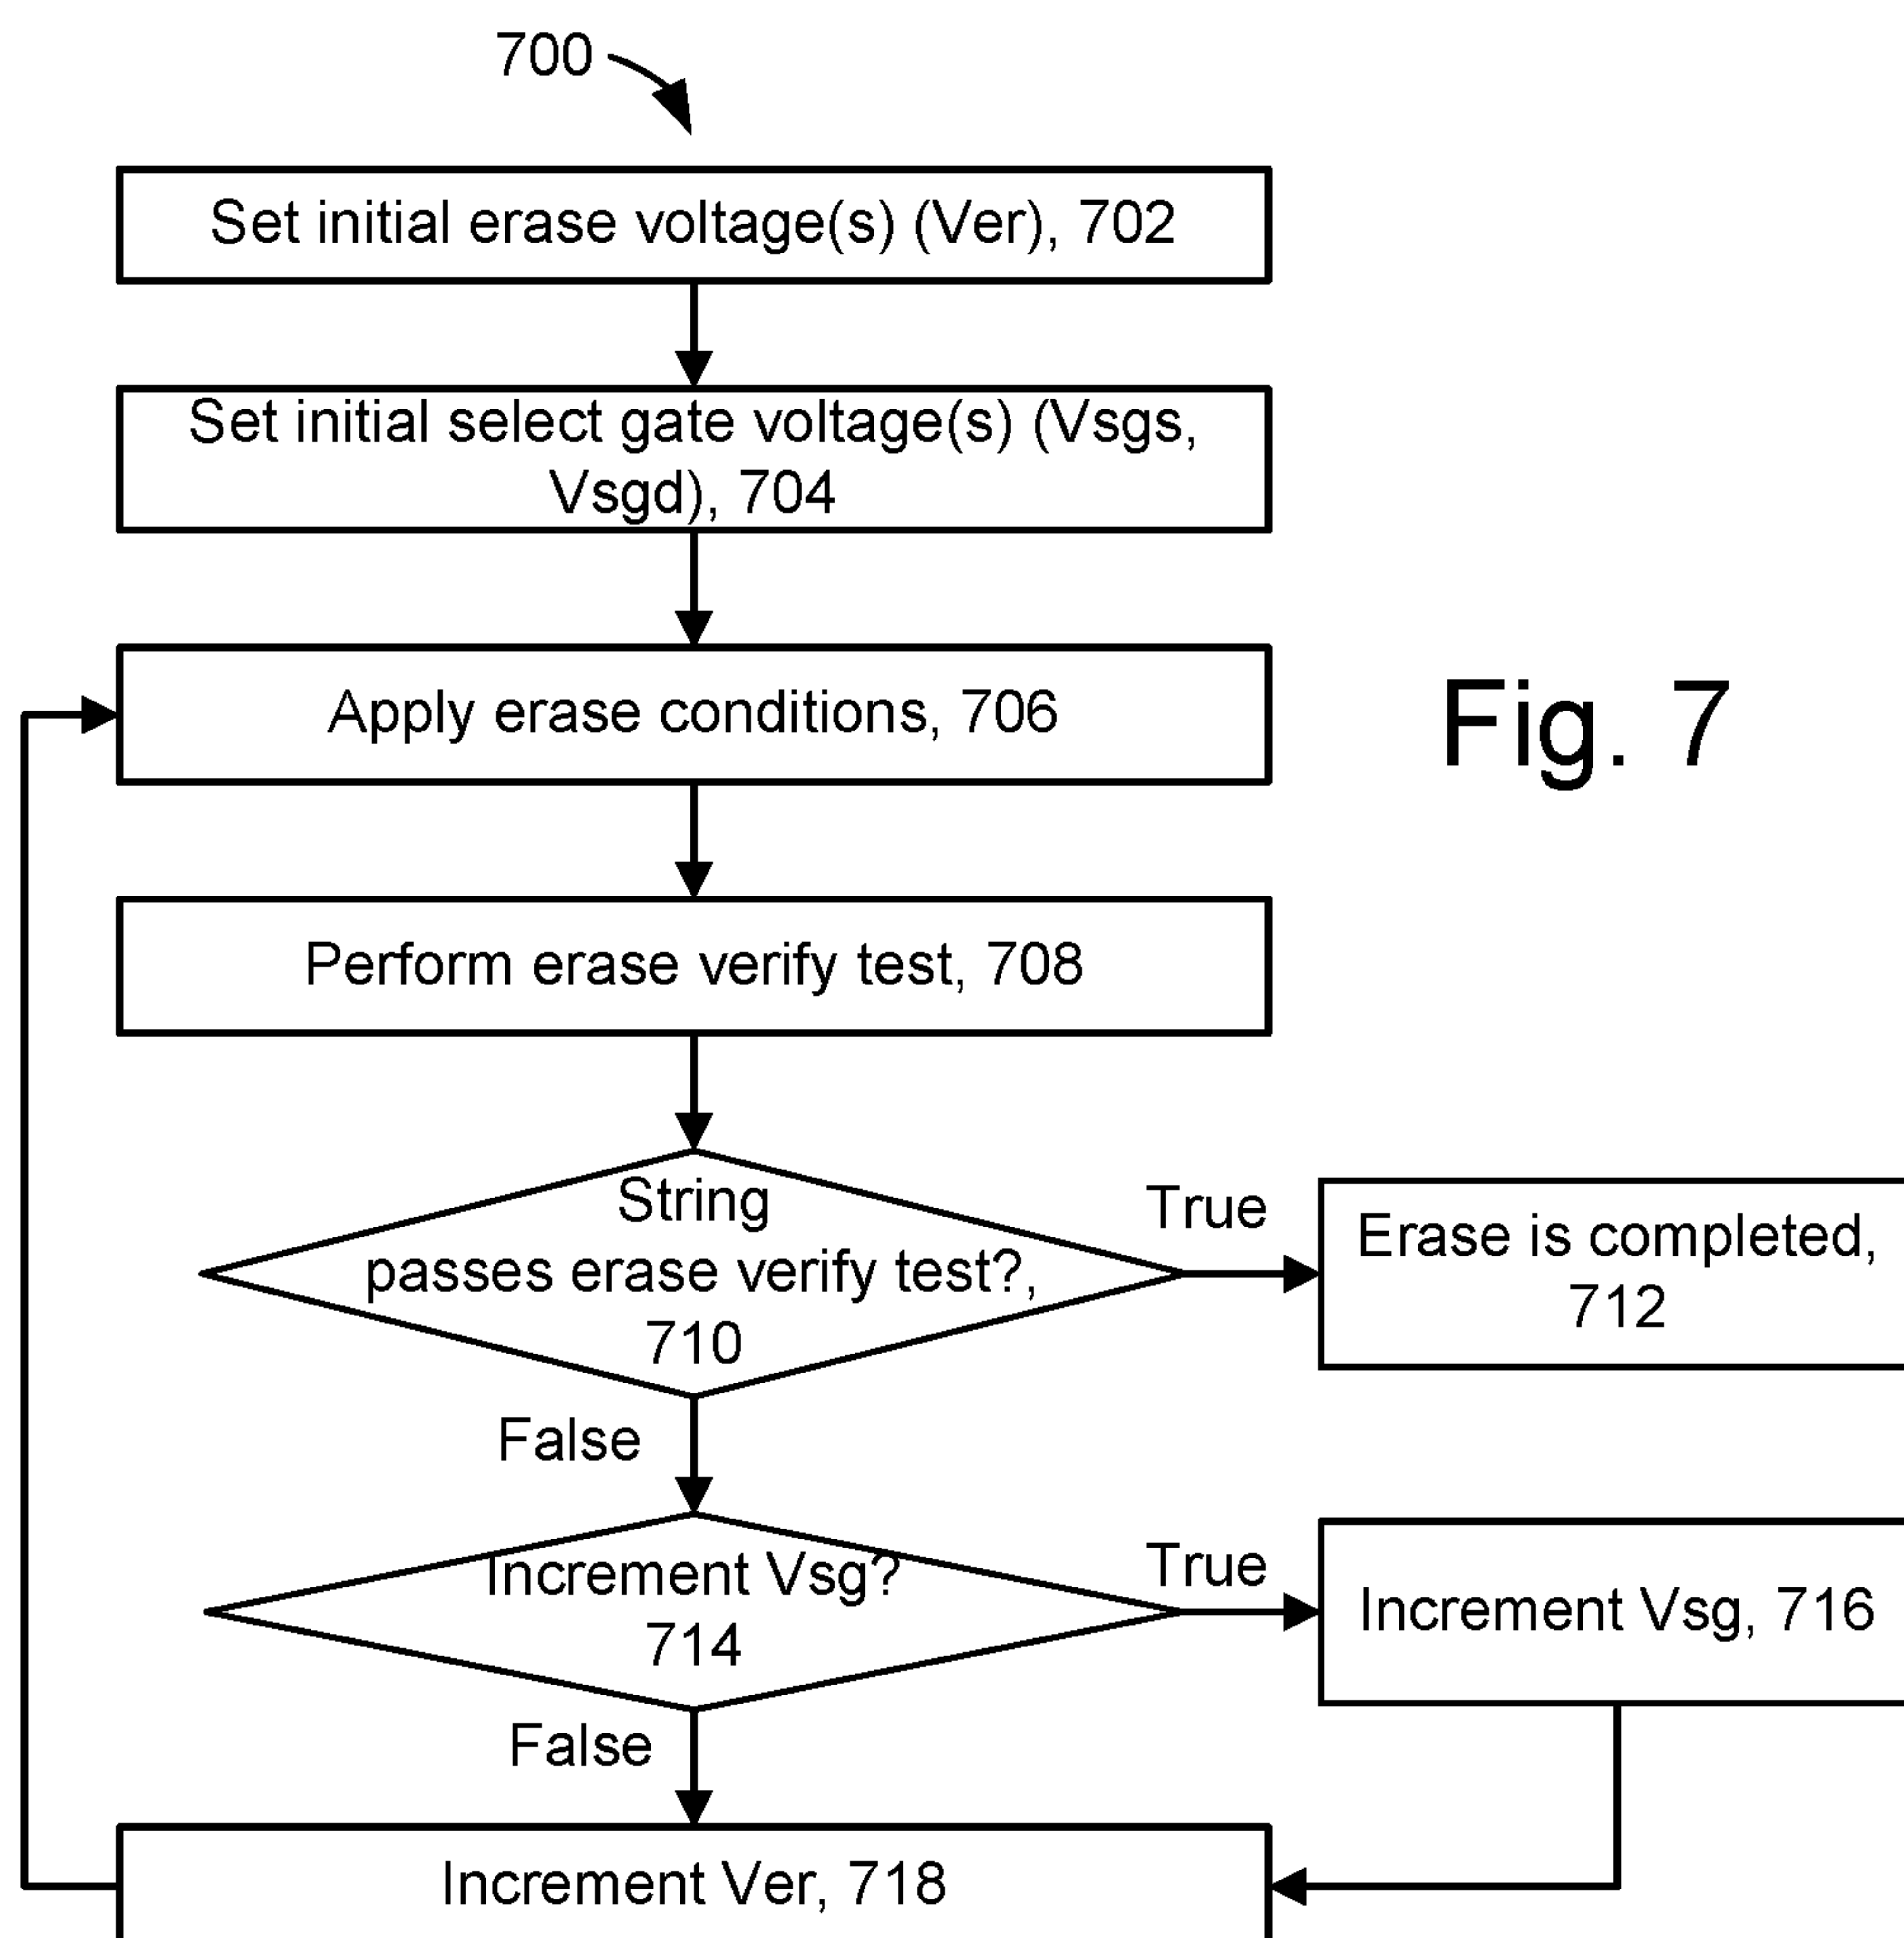 700
Set initial erase voltage(s) (Ver), 702
Set initial select gate voltage(s) (Vsgs,
Vsgd), 704
Apply erase conditions, 706
Fig. 7
Perform erase verify test, 708
String
passes erase verify test?,
710
True
Erase is completed,
712
False
Increment Vsg?
714
True
Increment Vsg, 716
False
Increment Ver, 718